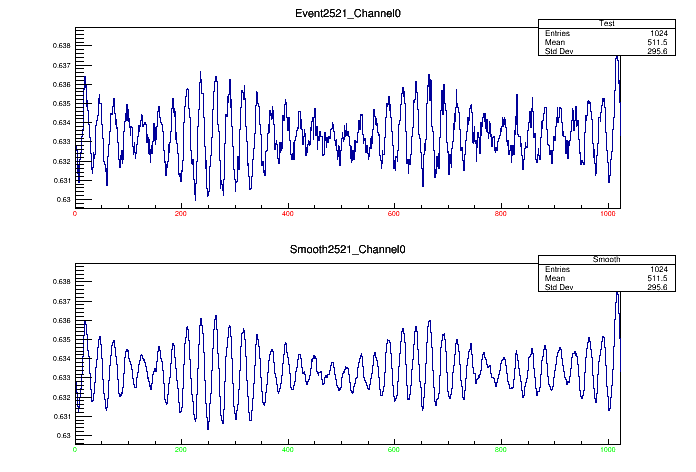 Event2521_Channel0
Test
Entries 1024
Mean 511.5
Std Dev 295.6
0.638
0.637
0.636
0.635
0.634
0.633
0.632
0.631
0.63
0 200 400 600 800 1000
Smooth2521_Channel0
Smooth
Entries 1024
Mean 511.5
Std Dev 295.6
0.638
0.637
0.636
0.635
0.634
0.633
0.632
0.631
0.63
0 200 400 600 800 1000